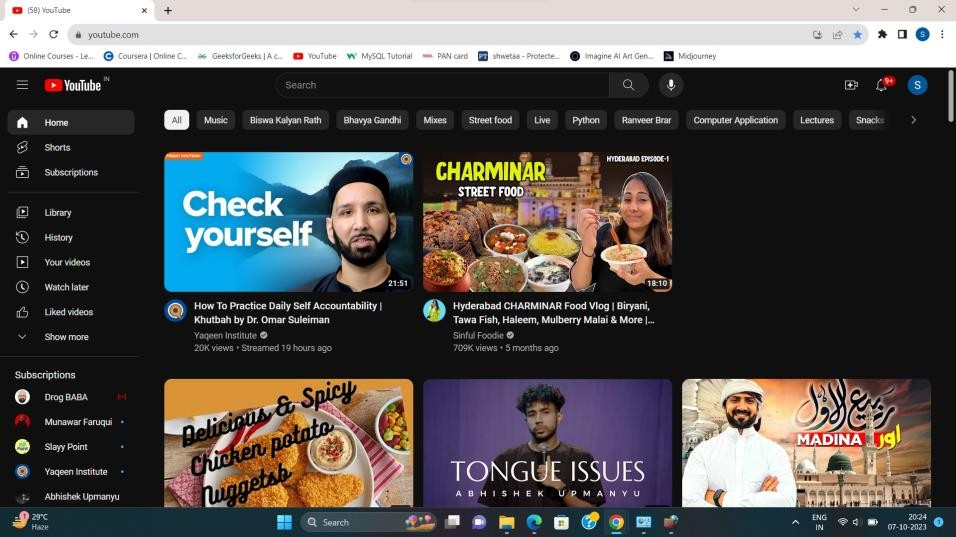 (58) YouTube
youtube.com
Online Courses - Le...
Coursera | Online C...
GeeksforGeeks | A c...
YouTube
MySQL Tutorial
PAN card
shwetaa - Protecte...
Imagine AI Art Gen...
Midjourney
YouTube IN
Search
9+
S
All
Music
Biswa Kalyan Rath
Bhavya Gandhi
Mixes
Street food
Live
Python
Ranveer Brar
Computer Application
Lectures
Snacks
Home
Shorts
Subscriptions
Library
History
Your videos
Watch later
Liked videos
Show more
Subscriptions
Drog BABA
Munawar Faruqui
Slayy Point
Yaqeen Institute
Abhishek Upmanyu
Check
yourself
21:51
How To Practice Daily Self Accountability |
Khutbah by Dr. Omar Suleiman
Yaqeen Institute
20K views • Streamed 19 hours ago
HYDERABAD EPISODE-1
CHARMINAR
STREET FOOD
18:10
Hyderabad CHARMINAR Food Vlog | Biryani,
Tawa Fish, Haleem, Mulberry Malai & More |...
Sinful Foodie
709K views • 5 months ago
Delicious & Spicy
Chicken potato
Nuggetsb
TONGUE ISSUES
ABHISHEK UPMANYU
ربیع الاول
MADINA اور
29°C
Haze
Search
ENG
IN
20:24
07-10-2023